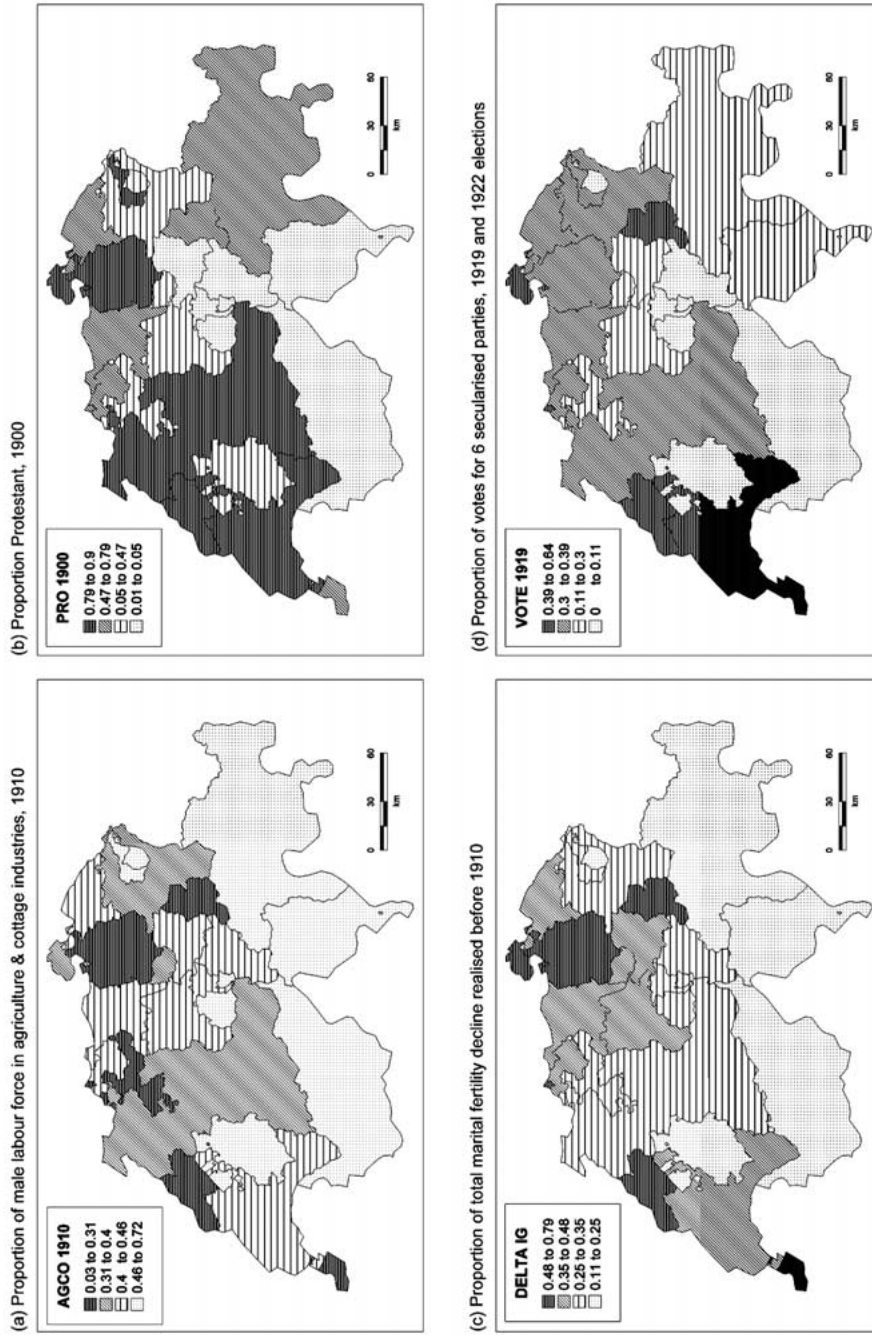 (a) Proportion of male labour force in agriculture & cottage industries, 1910
AGCO 1910
0.03 to 0.31
0.31 to 0.4
0.4 to 0.46
0.46 to 0.72
0 30 60
km
(b) Proportion Protestant, 1900
PRO 1900
0.79 to 0.9
0.47 to 0.79
0.05 to 0.47
0.01 to 0.05
0 30 60
km
(c) Proportion of total marital fertility decline realised before 1910
DELTA IG
0.48 to 0.79
0.35 to 0.48
0.25 to 0.35
0.11 to 0.25
0 30 60
km
(d) Proportion of votes for 6 secularised parties, 1919 and 1922 elections
VOTE 1919
0.39 to 0.64
0.3 to 0.39
0.11 to 0.3
0 to 0.11
0 30 60
km